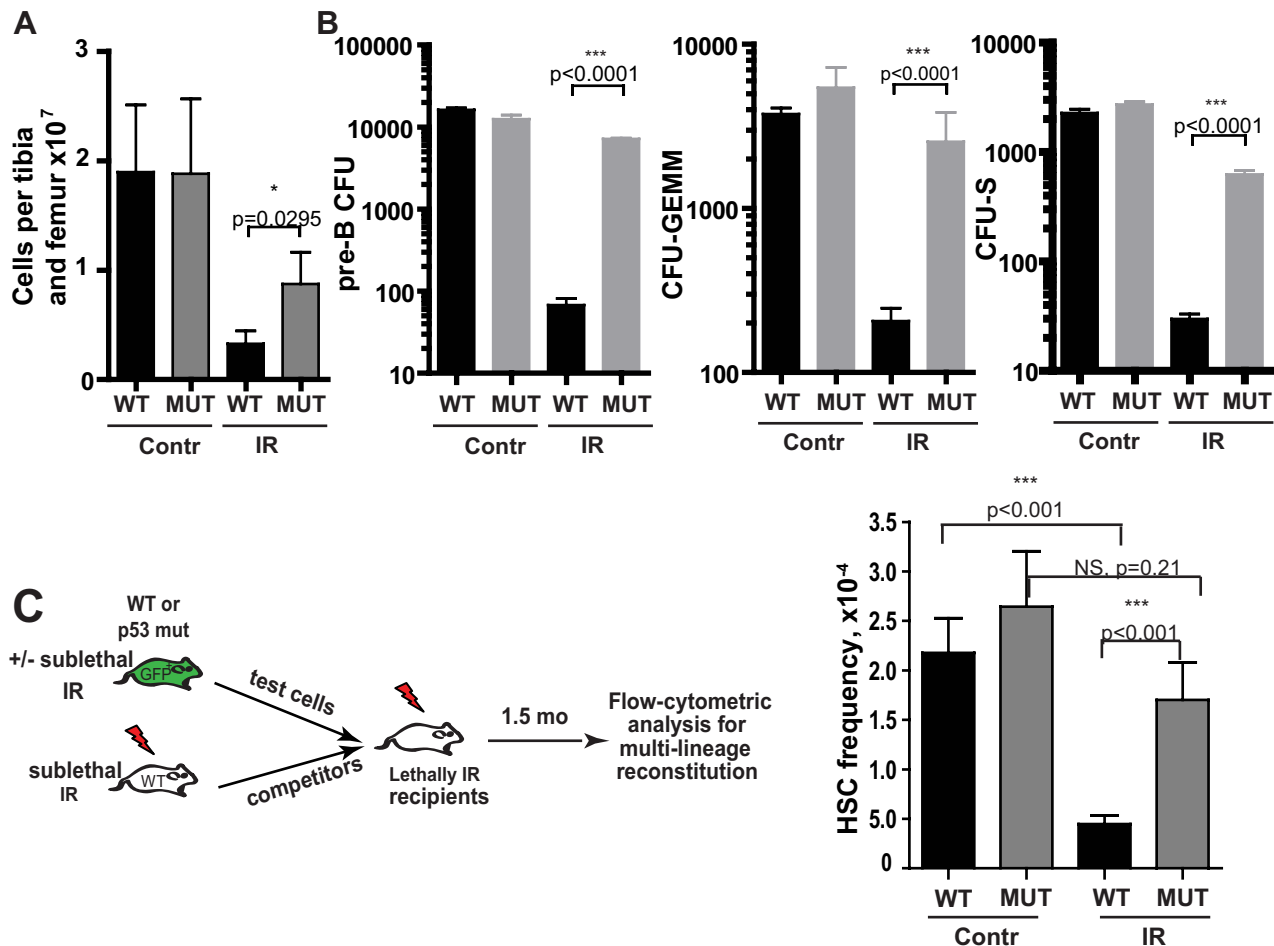 A
Cells per tibia
and femur x10⁷
3
2
1
0
*
p=0.0295
WT MUT WT MUT
Contr IR
B
pre-B CFU
100000
10000
1000
100
10
***
p<0.0001
WT MUT WT MUT
Contr IR
CFU-GEMM
10000
1000
100
***
p<0.0001
WT MUT WT MUT
Contr IR
CFU-S
10000
1000
100
10
***
p<0.0001
WT MUT WT MUT
Contr IR
C
WT or
p53 mut
+/- sublethal
IR
GFP+
test cells
sublethal
IR
WT
competitors
Lethally IR
recipients
1.5 mo
Flow-cytometric
analysis for
multi-lineage
reconstitution
HSC frequency, x10⁻⁴
3.5
3.0
2.5
2.0
1.5
1.0
5.0
0
***
p<0.001
NS, p=0.21
***
p<0.001
WT MUT WT MUT
Contr IR